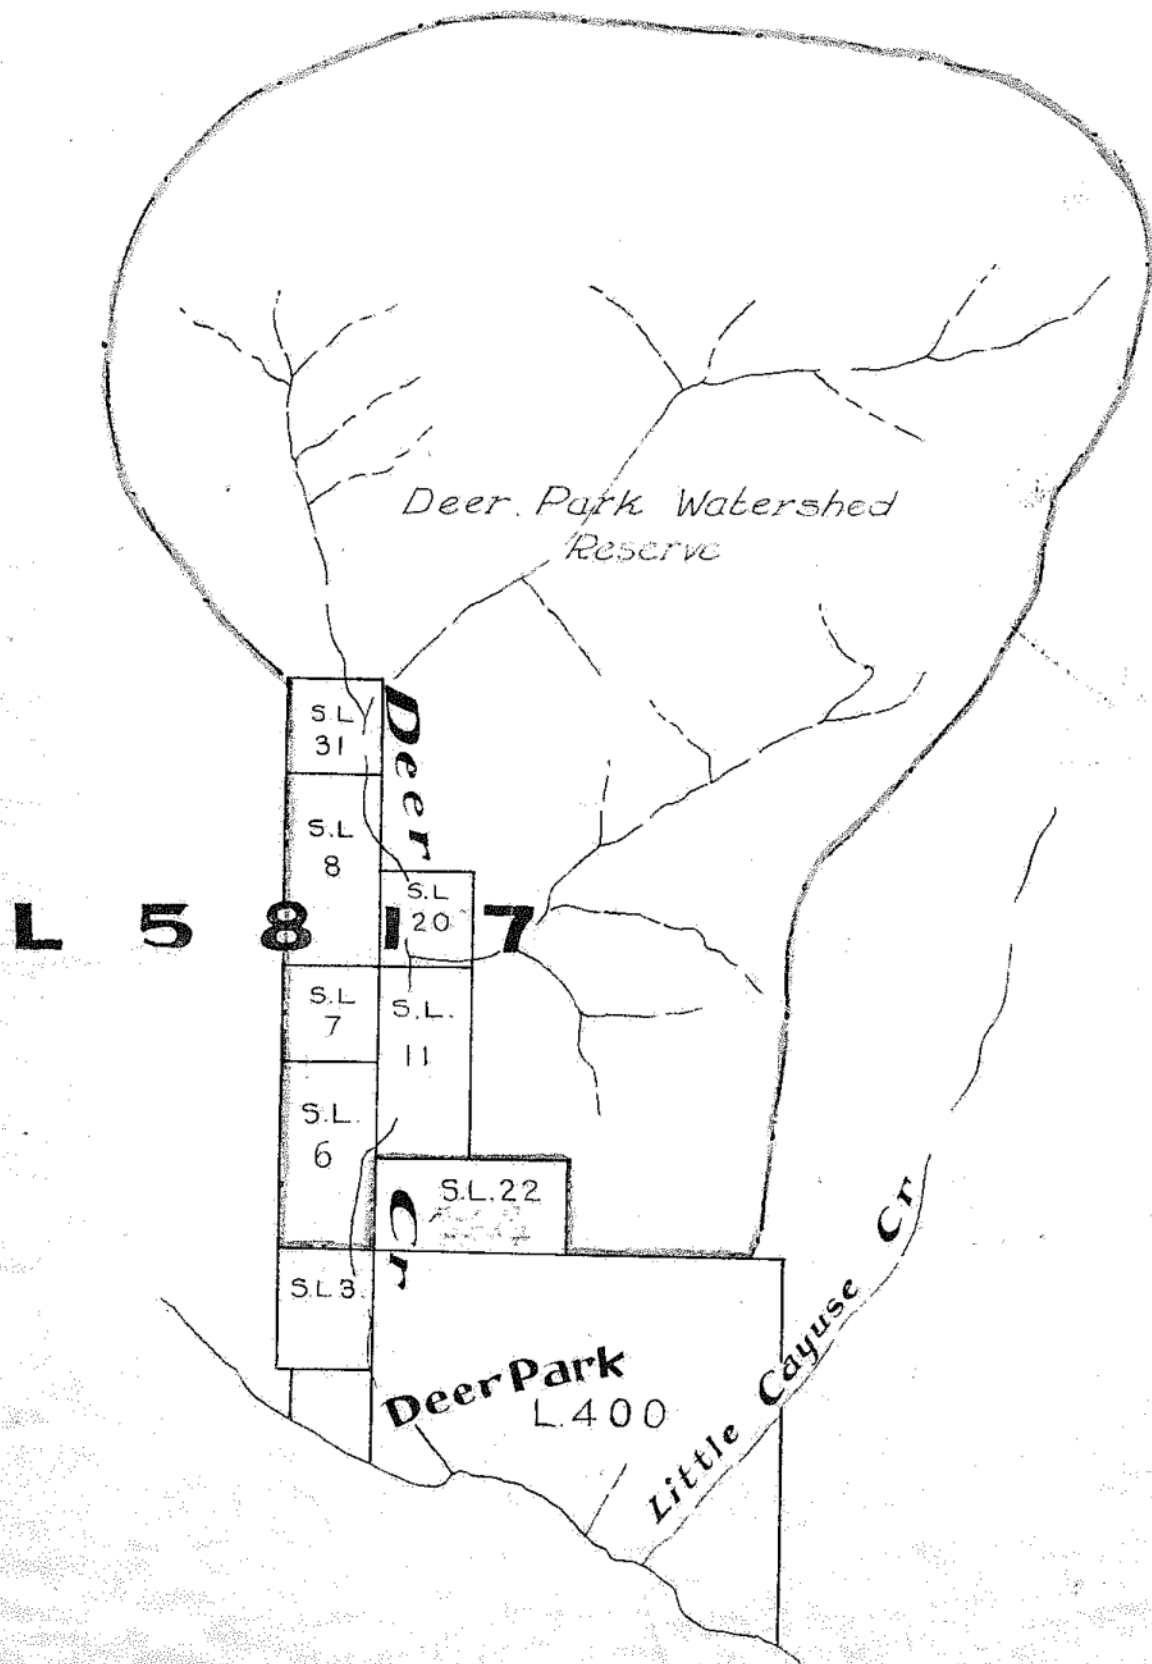 Deer. Park Watershed
Reserve
S.L
31
Deer
S.L
8
S.L
20
L 5 8 1 7
S.L
7
S.L.
11
S.L.
6
S.L.22
Cr
S.L.3.
Deer Park
L.400
Little Cayuse Cr